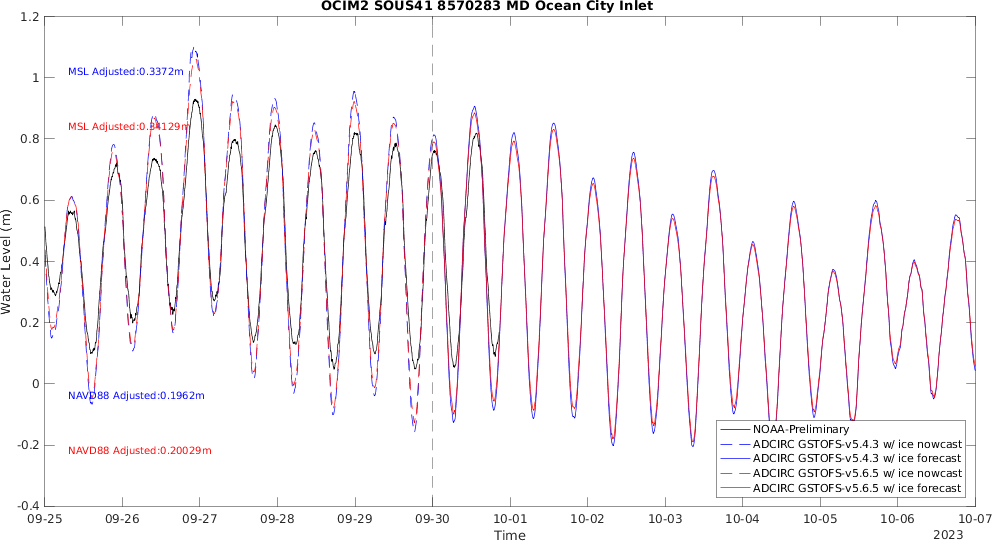 OCIM2 SOUS41 8570283 MD Ocean City Inlet
1.2
1
0.8
0.6
0.4
0.2
0
-0.2
-0.4
Water Level (m)
MSL Adjusted:0.3372m
MSL Adjusted:0.34129m
NAVD88 Adjusted:0.1962m
NAVD88 Adjusted:0.20029m
NOAA-Preliminary
ADCIRC GSTOFS-v5.4.3 w/ ice nowcast
ADCIRC GSTOFS-v5.4.3 w/ ice forecast
ADCIRC GSTOFS-v5.6.5 w/ ice nowcast
ADCIRC GSTOFS-v5.6.5 w/ ice forecast
09-25 09-26 09-27 09-28 09-29 09-30 10-01 10-02 10-03 10-04 10-05 10-06 10-07
Time
2023